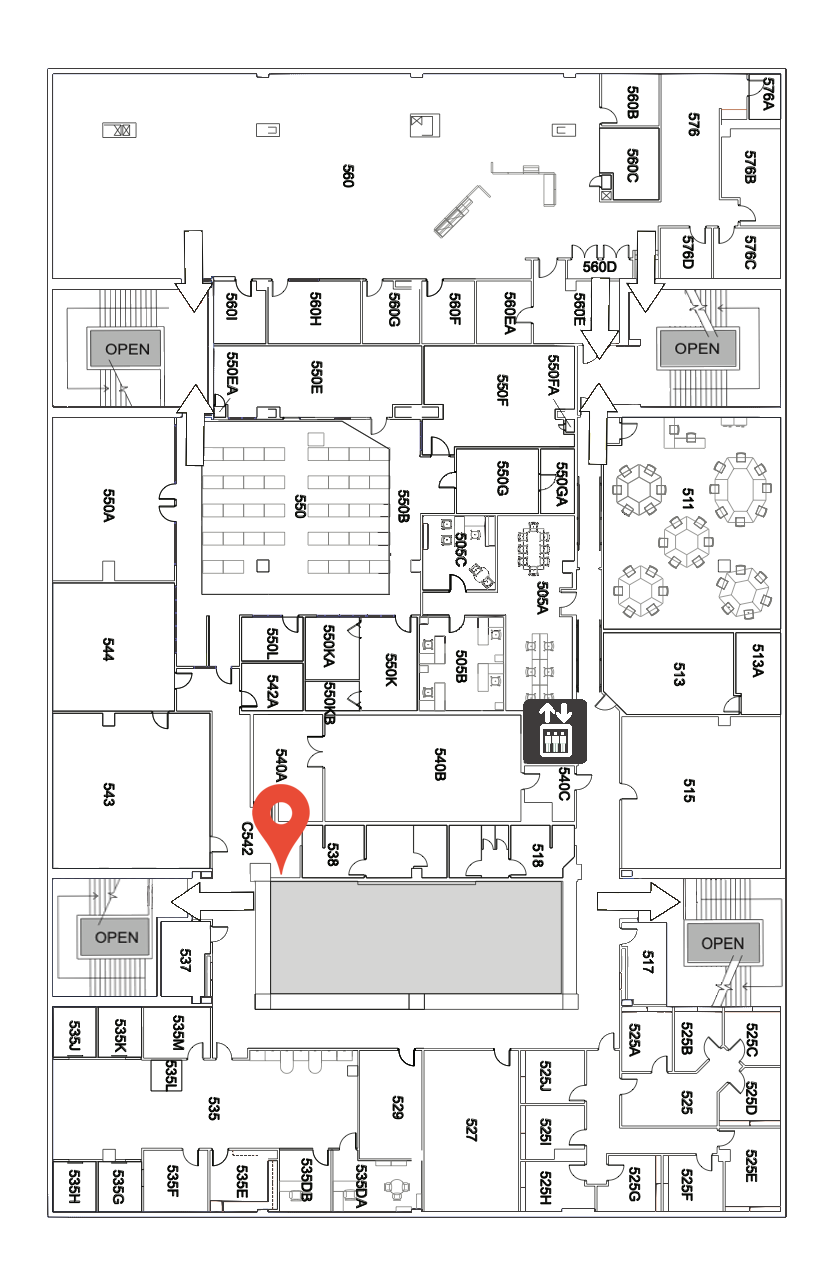 576A
560B
576
560C
576B
560
576D
576C
560D
560I
560H
560G
560F
560EA
560E
OPEN
OPEN
550EA
550E
550F
550FA
550A
550
550B
550G
550GA
511
505C
505A
544
550L
550KA
550K
505B
542A
550KB
513
513A
543
540A
540B
540C
515
C542
538
518
OPEN
537
517
OPEN
535J
535K
535M
535L
525A
525B
525C
525J
525D
535
529
527
525
525I
535H
535G
535F
535E
535DB
535DA
525H
525G
525F
525E